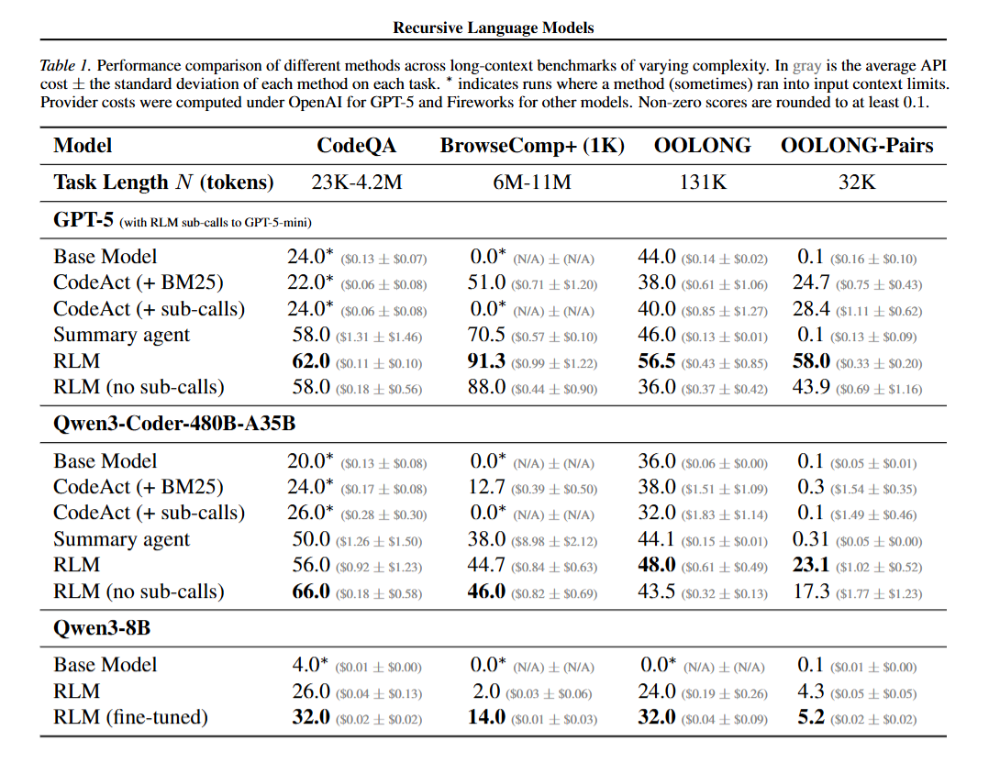 Recursive Language Models
Table 1. Performance comparison of different methods across long-context benchmarks of varying complexity. In gray is the average API
cost ± the standard deviation of each method on each task. * indicates runs where a method (sometimes) ran into input context limits.
Provider costs were computed under OpenAI for GPT-5 and Fireworks for other models. Non-zero scores are rounded to at least 0.1.
Model CodeQA BrowseComp+ (1K) OOLONG OOLONG-Pairs
Task Length N (tokens) 23K-4.2M 6M-11M 131K 32K
GPT-5 (with RLM sub-calls to GPT-5-mini)
Base Model 24.0* ($0.13 ± $0.07) 0.0* (N/A) ± (N/A) 44.0 ($0.14 ± $0.02) 0.1 ($0.16 ± $0.10)
CodeAct (+ BM25) 22.0* ($0.06 ± $0.08) 51.0 ($0.71 ± $1.20) 38.0 ($0.61 ± $1.06) 24.7 ($0.75 ± $0.43)
CodeAct (+ sub-calls) 24.0* ($0.06 ± $0.08) 0.0* (N/A) ± (N/A) 40.0 ($0.85 ± $1.27) 28.4 ($1.11 ± $0.62)
Summary agent 58.0 ($1.31 ± $1.46) 70.5 ($0.57 ± $0.10) 46.0 ($0.13 ± $0.01) 0.1 ($0.13 ± $0.09)
RLM 62.0 ($0.11 ± $0.10) 91.3 ($0.99 ± $1.22) 56.5 ($0.43 ± $0.85) 58.0 ($0.33 ± $0.20)
RLM (no sub-calls) 58.0 ($0.18 ± $0.56) 88.0 ($0.44 ± $0.90) 36.0 ($0.37 ± $0.42) 43.9 ($0.69 ± $1.16)
Qwen3-Coder-480B-A35B
Base Model 20.0* ($0.13 ± $0.08) 0.0* (N/A) ± (N/A) 36.0 ($0.06 ± $0.00) 0.1 ($0.05 ± $0.01)
CodeAct (+ BM25) 24.0* ($0.17 ± $0.08) 12.7 ($0.39 ± $0.50) 38.0 ($1.51 ± $1.09) 0.3 ($1.54 ± $0.35)
CodeAct (+ sub-calls) 26.0* ($0.28 ± $0.30) 0.0* (N/A) ± (N/A) 32.0 ($1.83 ± $1.14) 0.1 ($1.49 ± $0.46)
Summary agent 50.0 ($1.26 ± $1.50) 38.0 ($8.98 ± $2.12) 44.1 ($0.15 ± $0.01) 0.31 ($0.05 ± $0.00)
RLM 56.0 ($0.92 ± $1.23) 44.7 ($0.84 ± $0.63) 48.0 ($0.61 ± $0.49) 23.1 ($1.02 ± $0.52)
RLM (no sub-calls) 66.0 ($0.18 ± $0.58) 46.0 ($0.82 ± $0.69) 43.5 ($0.32 ± $0.13) 17.3 ($1.77 ± $1.23)
Qwen3-8B
Base Model 4.0* ($0.01 ± $0.00) 0.0* (N/A) ± (N/A) 0.0* (N/A) ± (N/A) 0.1 ($0.01 ± $0.00)
RLM 26.0 ($0.04 ± $0.13) 2.0 ($0.03 ± $0.06) 24.0 ($0.19 ± $0.26) 4.3 ($0.05 ± $0.05)
RLM (fine-tuned) 32.0 ($0.02 ± $0.02) 14.0 ($0.01 ± $0.03) 32.0 ($0.04 ± $0.09) 5.2 ($0.02 ± $0.02)